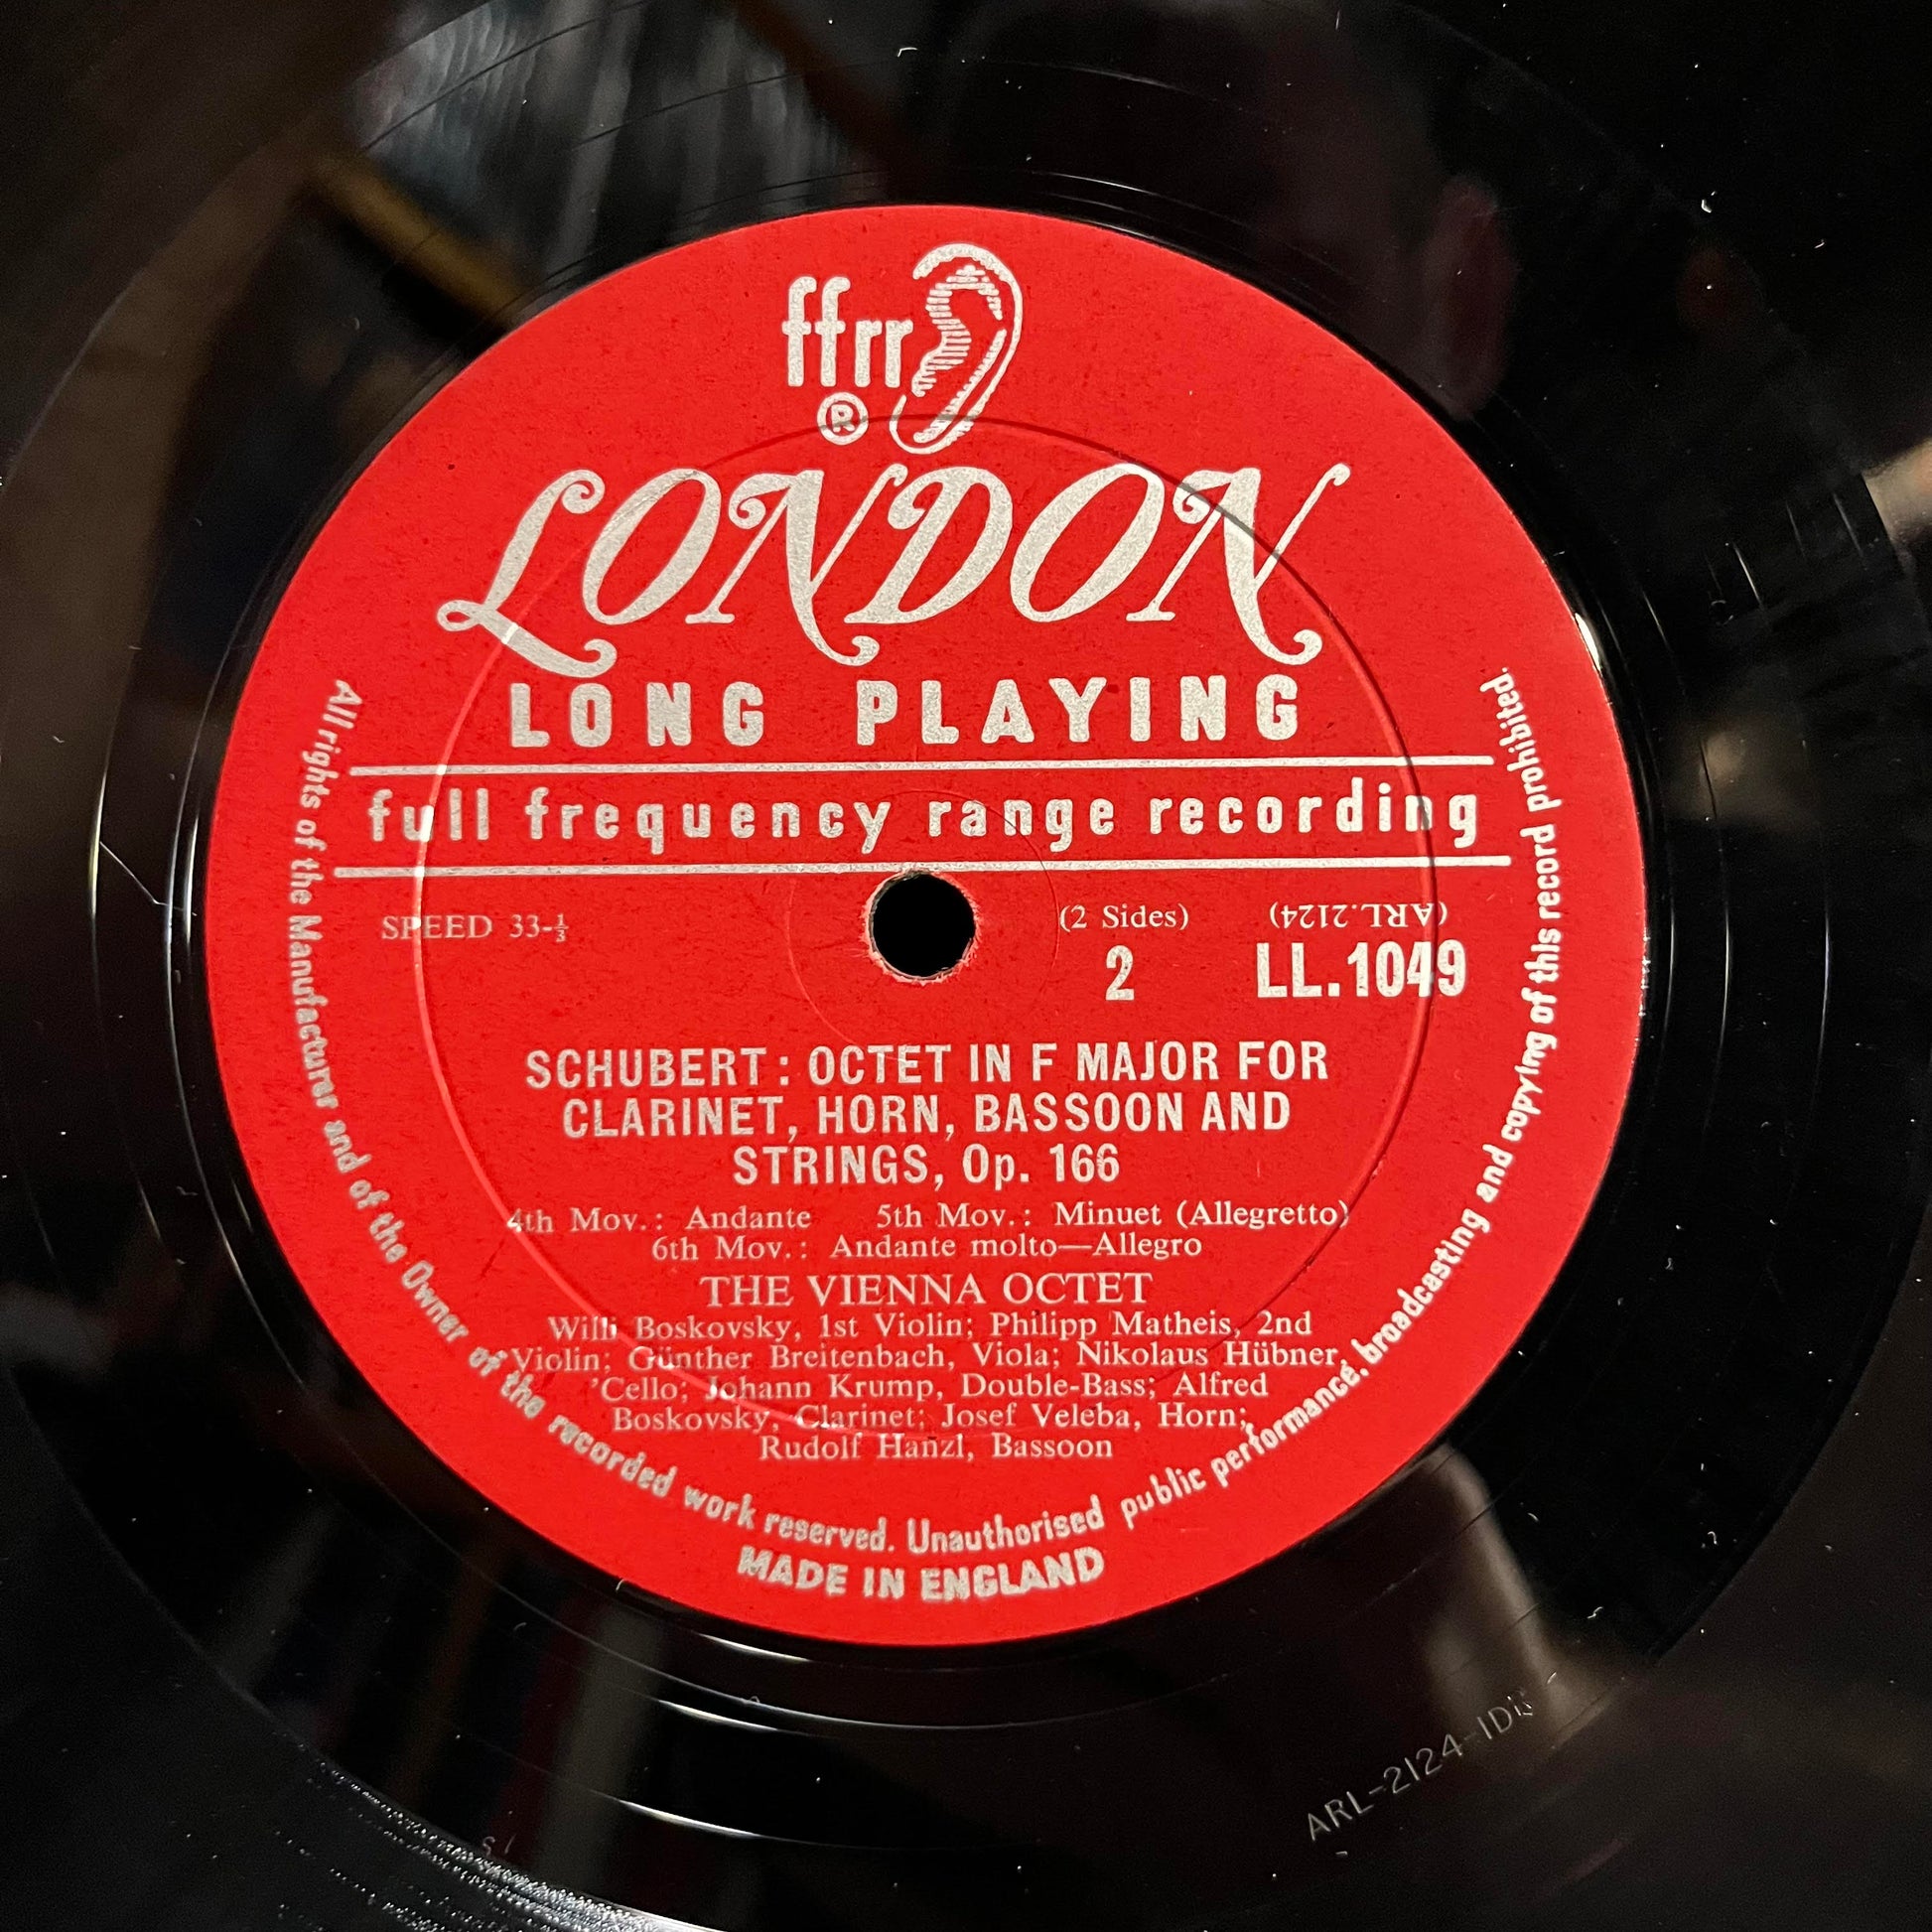 ffrr
®
LONDON
LONG PLAYING
full frequency range recording
SPEED 33-⅓
(2 Sides)
(ARL.2124)
2
LL.1049
SCHUBERT: OCTET IN F MAJOR FOR
CLARINET, HORN, BASSOON AND
STRINGS, Op. 166
4th Mov.: Andante 5th Mov.: Minuet (Allegretto)
6th Mov.: Andante molto—Allegro
THE VIENNA OCTET
Willi Boskovsky, 1st Violin; Philipp Matheis, 2nd
Violin; Günther Breitenbach, Viola; Nikolaus Hübner,
'Cello; Johann Krump, Double-Bass; Alfred
Boskovsky, Clarinet; Josef Veleba, Horn;
Rudolf Hanzl, Bassoon
All rights of the Manufacturer and of the Owner of the recorded work reserved. Unauthorised public performance, broadcasting and copying of this record prohibited.
MADE IN ENGLAND